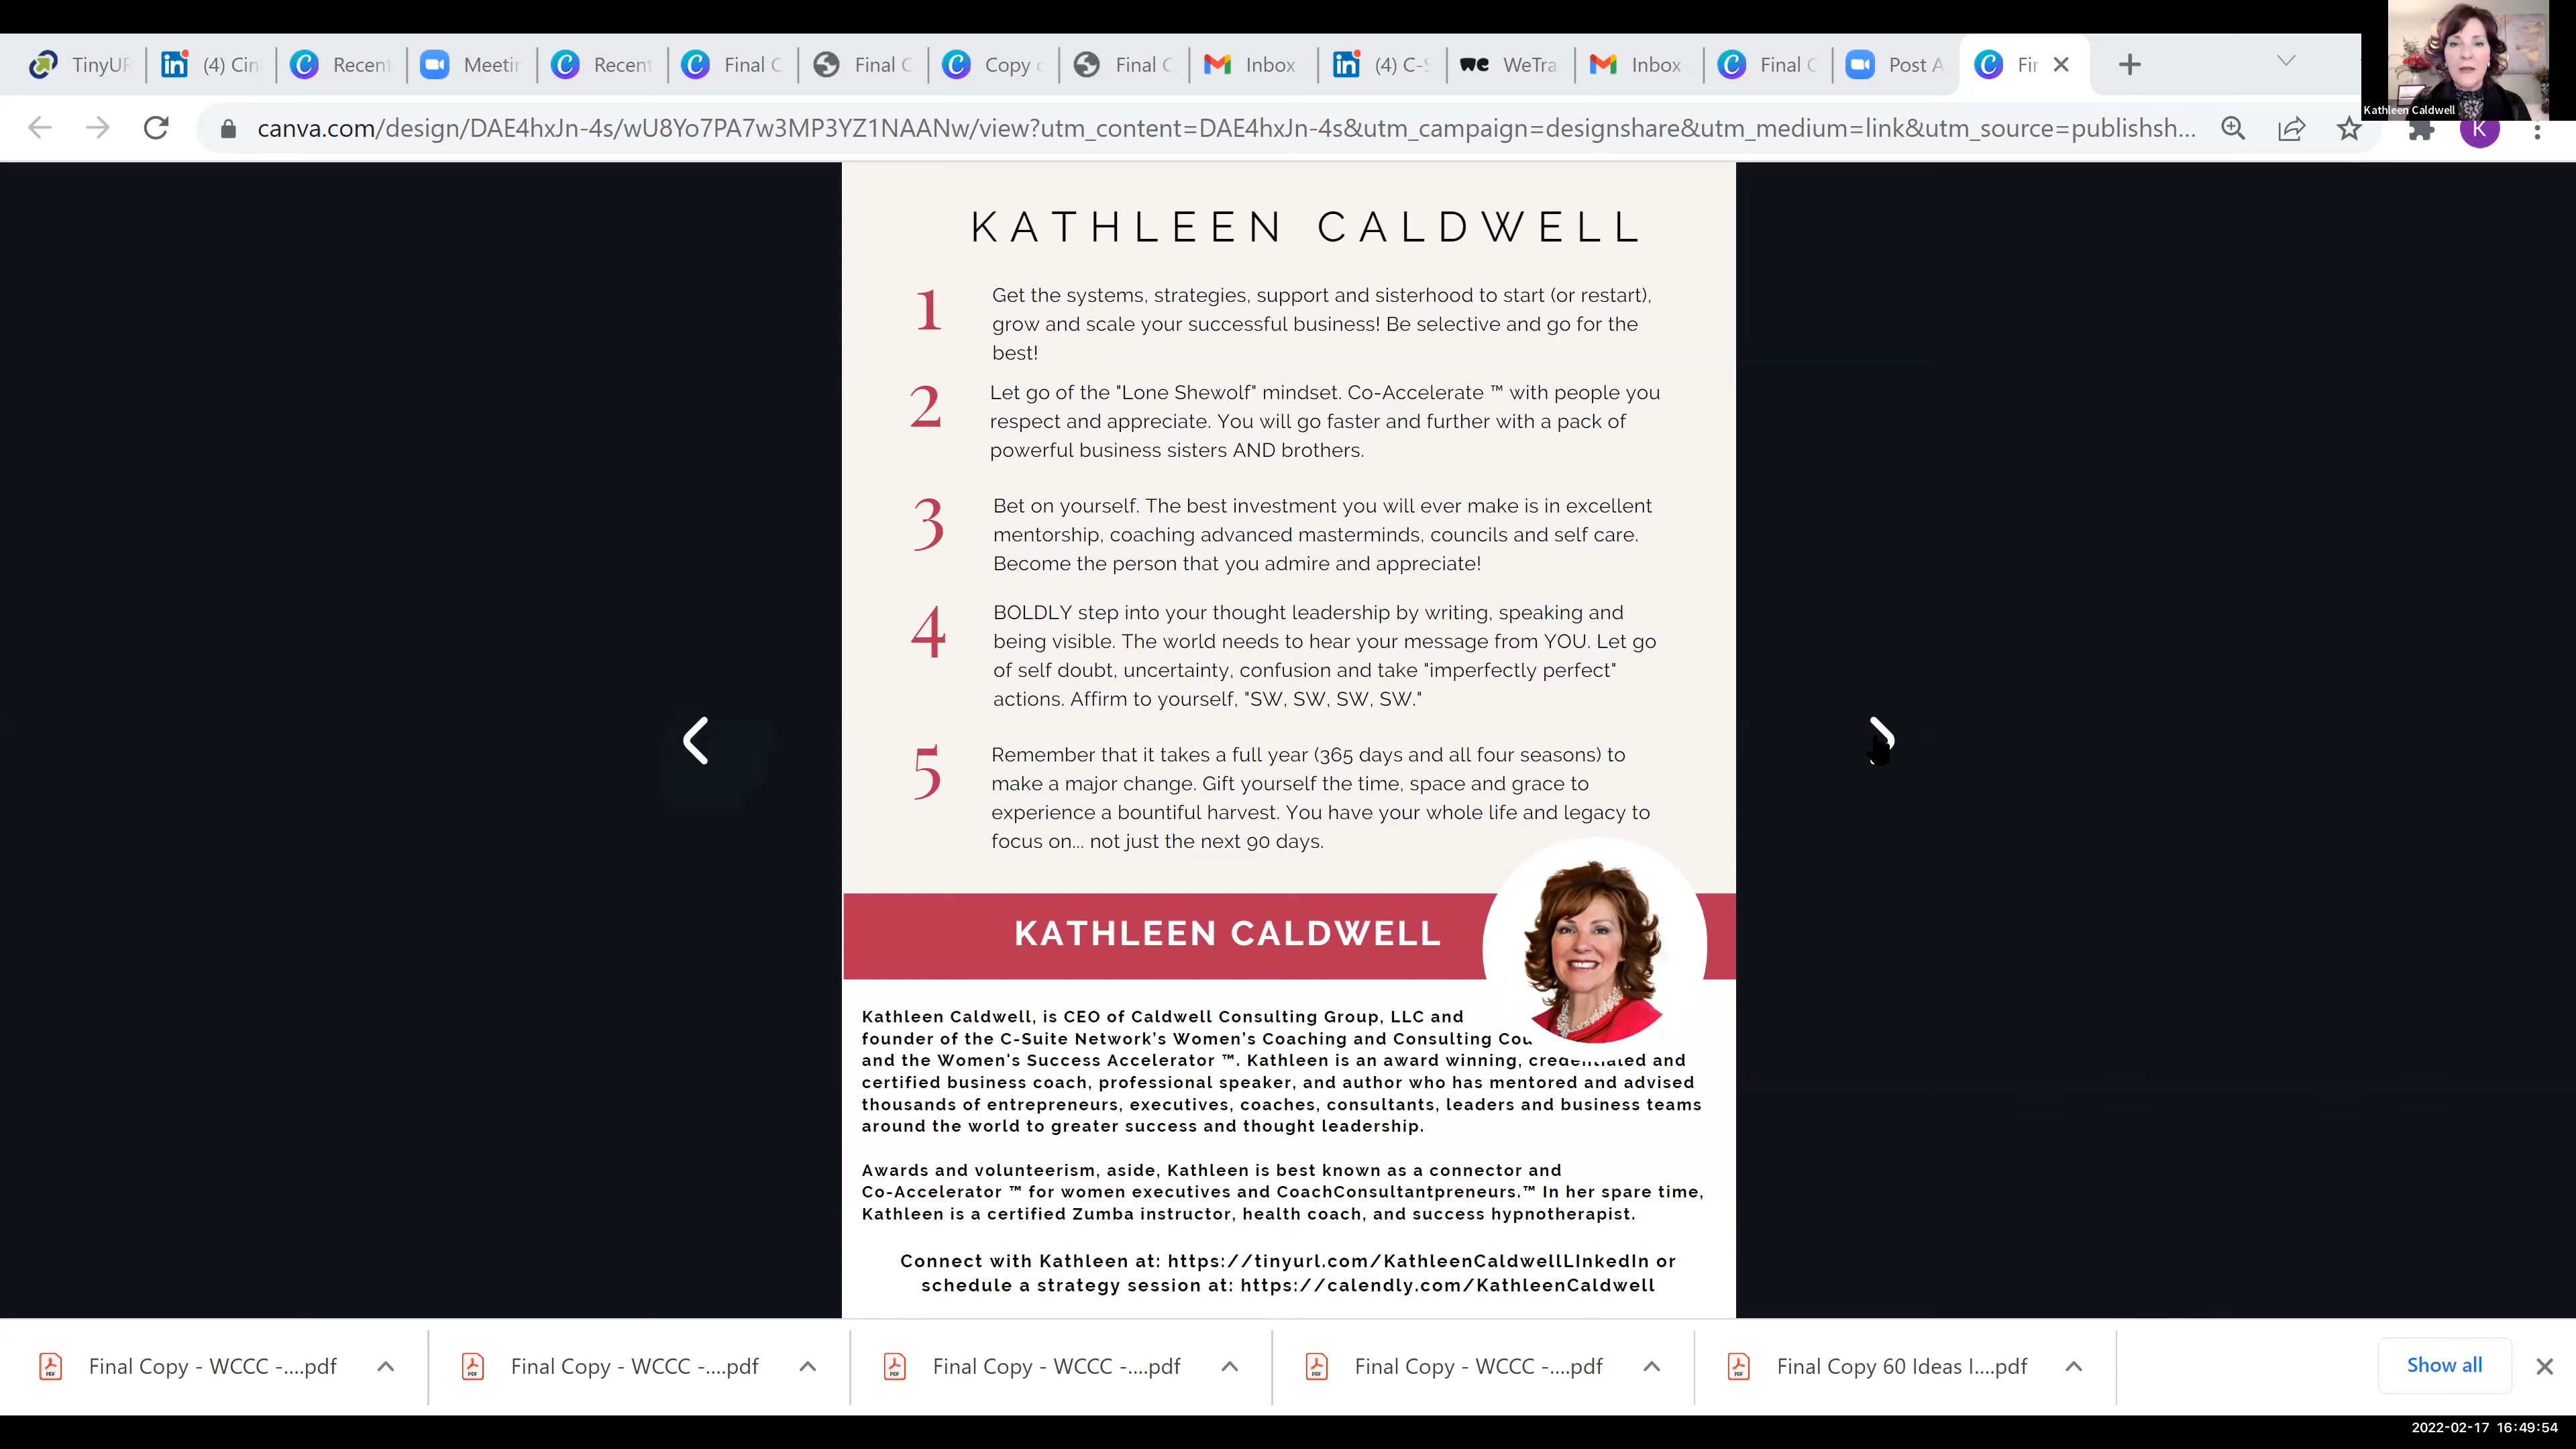 TinyUR
(4) Cin
Recent
Meetin
Recent
Final C
Final C
Copy
Final C
Inbox
(4) C-S
WeTra
Inbox
Final C
Post A
Fin
canva.com/design/DAE4hxJn-4s/wU8Yo7PA7w3MP3YZ1NAANw/view?utm_content=DAE4hxJn-4s&utm_campaign=designshare&utm_medium=link&utm_source=publishsh...
K
Kathleen Caldwell
KATHLEEN CALDWELL
1
Get the systems, strategies, support and sisterhood to start (or restart),
grow and scale your successful business! Be selective and go for the
best!
2
Let go of the "Lone Shewolf" mindset. Co-Accelerate ™ with people you
respect and appreciate. You will go faster and further with a pack of
powerful business sisters AND brothers.
3
Bet on yourself. The best investment you will ever make is in excellent
mentorship, coaching advanced masterminds, councils and self care.
Become the person that you admire and appreciate!
4
BOLDLY step into your thought leadership by writing, speaking and
being visible. The world needs to hear your message from YOU. Let go
of self doubt, uncertainty, confusion and take "imperfectly perfect"
actions. Affirm to yourself, "SW, SW, SW, SW."
5
Remember that it takes a full year (365 days and all four seasons) to
make a major change. Gift yourself the time, space and grace to
experience a bountiful harvest. You have your whole life and legacy to
focus on... not just the next 90 days.
KATHLEEN CALDWELL
Kathleen Caldwell, is CEO of Caldwell Consulting Group, LLC and
founder of the C-Suite Network's Women's Coaching and Consulting Cou
and the Women's Success Accelerator ™. Kathleen is an award winning, credentialed and
certified business coach, professional speaker, and author who has mentored and advised
thousands of entrepreneurs, executives, coaches, consultants, leaders and business teams
around the world to greater success and thought leadership.
Awards and volunteerism, aside, Kathleen is best known as a connector and
Co-Accelerator ™ for women executives and CoachConsultantpreneurs.™ In her spare time,
Kathleen is a certified Zumba instructor, health coach, and success hypnotherapist.
Connect with Kathleen at: https://tinyurl.com/KathleenCaldwellLInkedIn or
schedule a strategy session at: https://calendly.com/KathleenCaldwell
Final Copy - WCCC -....pdf
Final Copy - WCCC -....pdf
Final Copy - WCCC -....pdf
Final Copy - WCCC -....pdf
Final Copy 60 Ideas I....pdf
Show all
2022-02-17 16:49:54